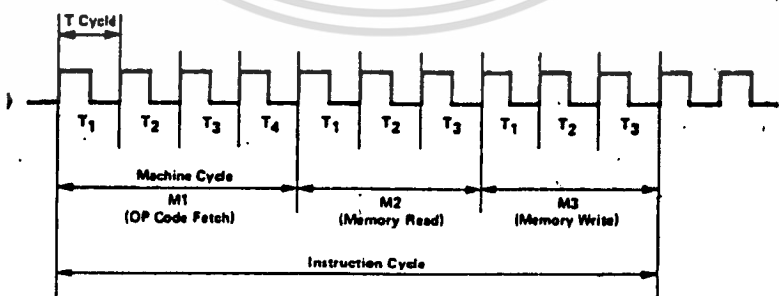 T Cycle
T1 T2 T3 T4 T1 T2 T3 T1 T2 T3
Machine Cycle
M1 M2 M3
(OP Code Fetch) (Memory Read) (Memory Write)
Instruction Cycle